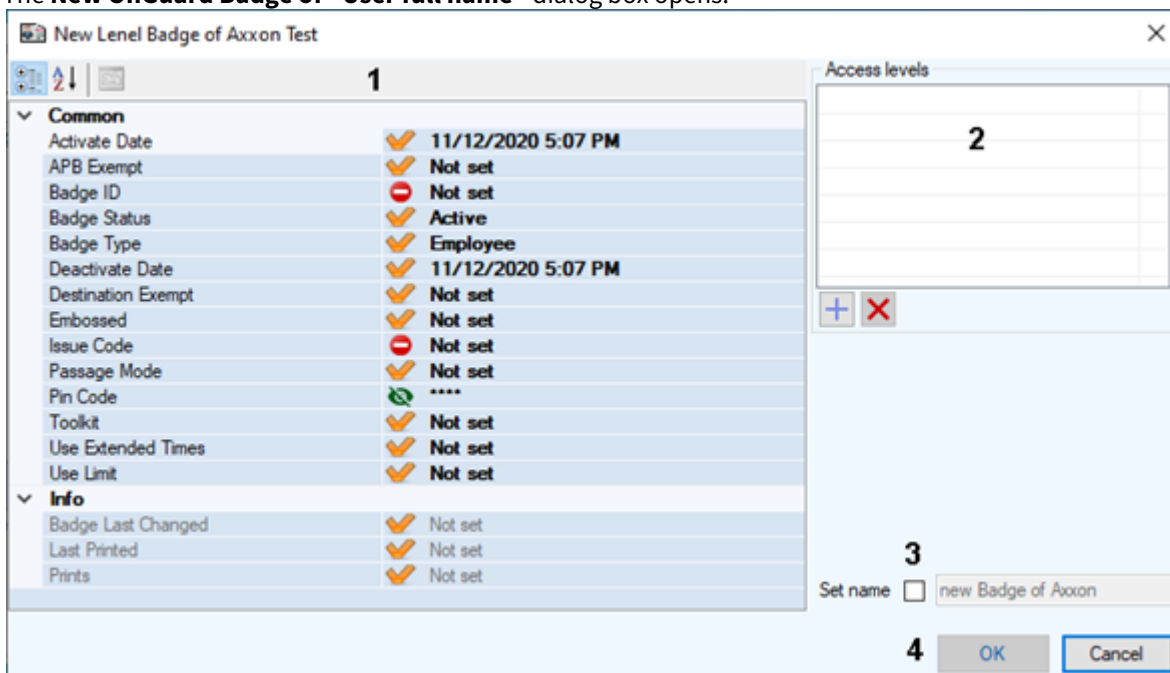 The New OnGuard Badge of "User full name" dialog box opens.
New Lenel Badge of Axxon Test
1
Access levels
Common
Activate Date 11/12/2020 5:07 PM
2
APB Exempt Not set
Badge ID Not set
Badge Status Active
Badge Type Employee
Deactivate Date 11/12/2020 5:07 PM
Destination Exempt Not set
Embossed Not set
Issue Code Not set
Passage Mode Not set
Pin Code ****
Toolkit Not set
Use Extended Times Not set
Use Limit Not set
Info
Badge Last Changed Not set
Last Printed Not set
3
Prints Not set
Set name new Badge of Axxon
4 OK Cancel